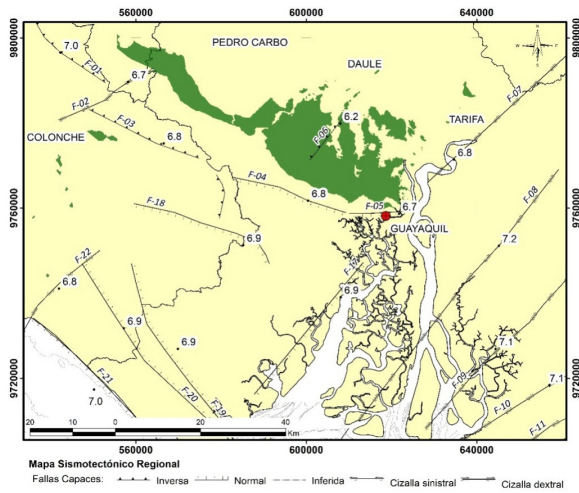 560000 600000 640000
9800000 9800000
PEDRO CARBO
N
W E
S
7.0
F-01
DAULE
6.7
F-02
F-03
6.2
F-06
F-07
TARIFA
COLONCHE
6.8
6.8
F-04
F-08
6.8
F-05
6.7
9760000 9760000
F-18
GUAYAQUIL
6.9
7.2
F-22
6.8
6.9
6.9
6.9
7.1
F-21
F-09
7.1
9720000 9720000
7.0
F-20
F-19
F-10
F-11
20 10 0 20 40
Km
560000 600000 640000
Mapa Sismotectónico Regional
Fallas Capaces: Inversa Normal Inferida Cizalla sinistral Cizalla dextral